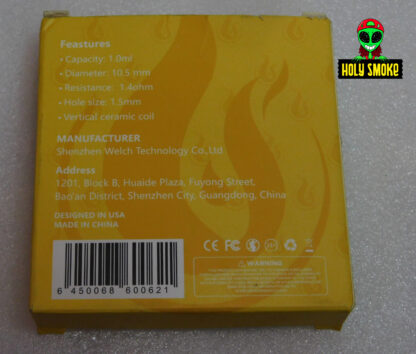 HOLY SMOKE
Feastures
• Capacity: 1.0ml
• Diameter: 10.5 mm
• Resistance: 1.4ohm
• Hole size: 1.5mm
• Vertical ceramic coil
MANUFACTURER
Shenzhen Welch Technology Co,.Ltd
Address
1201, Block B, Huaide Plaza, Fuyong Street,
Bao'an District, Shenzhen City, Guangdong, China
DESIGNED IN USA
MADE IN CHINA
6 450068 600621
WARNING